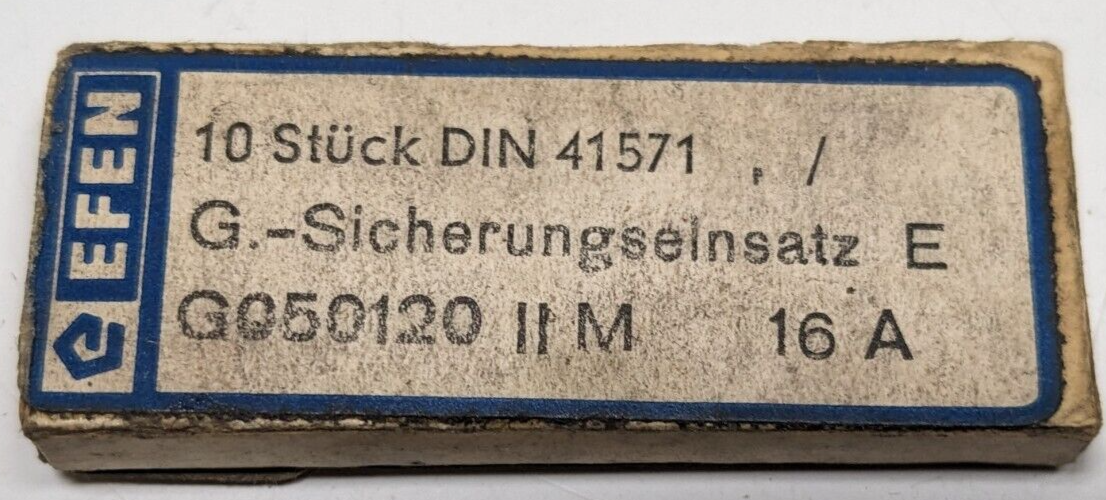 EFEN
10 Stück DIN 41571 , /
G.-Sicherungseinsatz E
G050120 II M 16 A